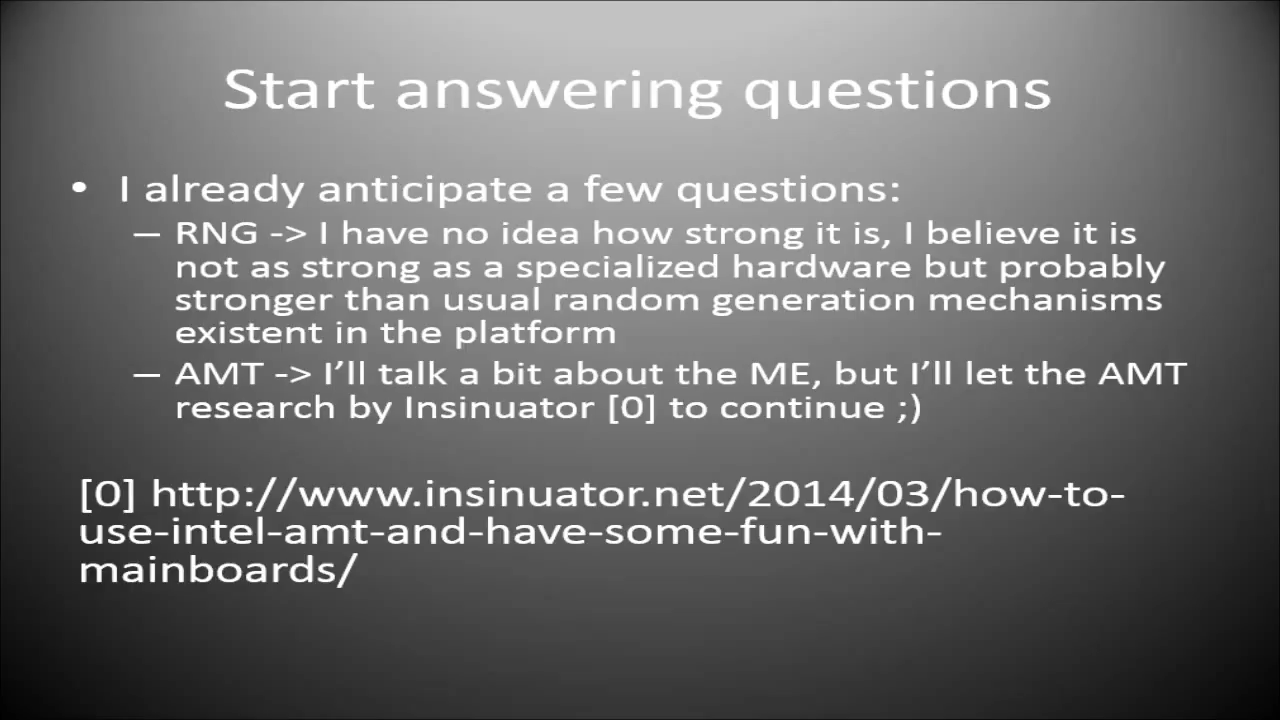 Start answering questions
• I already anticipate a few questions:
– RNG -> I have no idea how strong it is, I believe it is
not as strong as a specialized hardware but probably
stronger than usual random generation mechanisms
existent in the platform
– AMT -> I’ll talk a bit about the ME, but I’ll let the AMT
research by Insinuator [0] to continue ;)
[0] http://www.insinuator.net/2014/03/how-to-
use-intel-amt-and-have-some-fun-with-
mainboards/